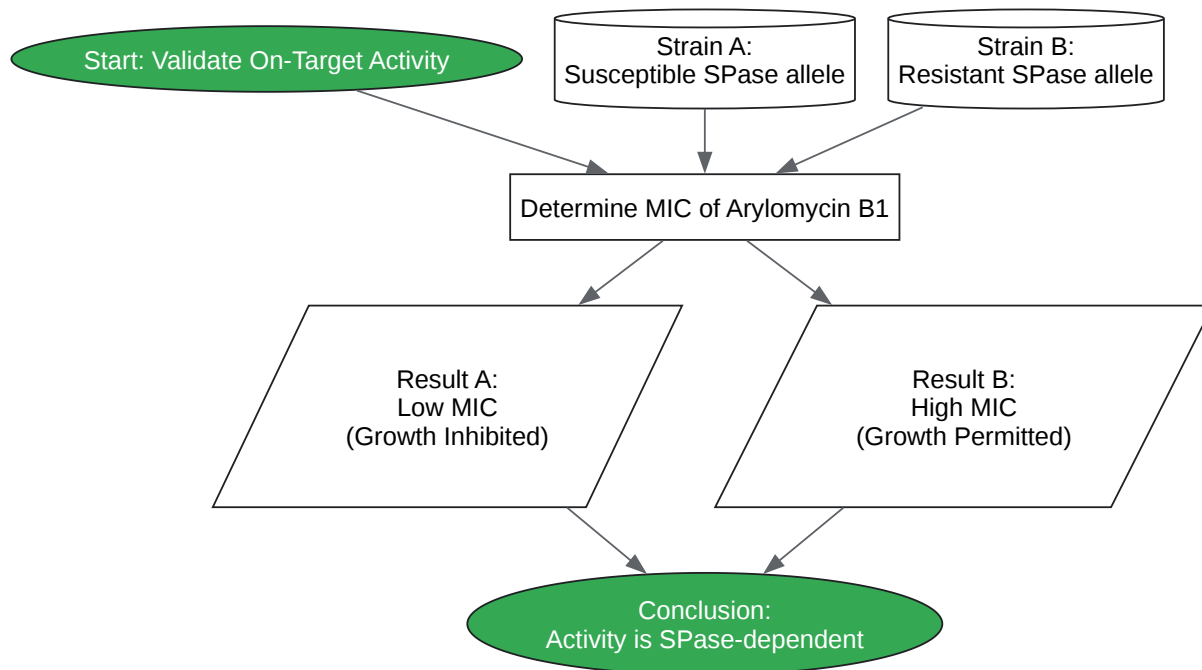 Start: Validate On-Target Activity
Strain A:
Susceptible SPase allele
Strain B:
Resistant SPase allele
Determine MIC of Arylomycin B1
Result A:
Low MIC
(Growth Inhibited)
Result B:
High MIC
(Growth Permitted)
Conclusion:
Activity is SPase-dependent